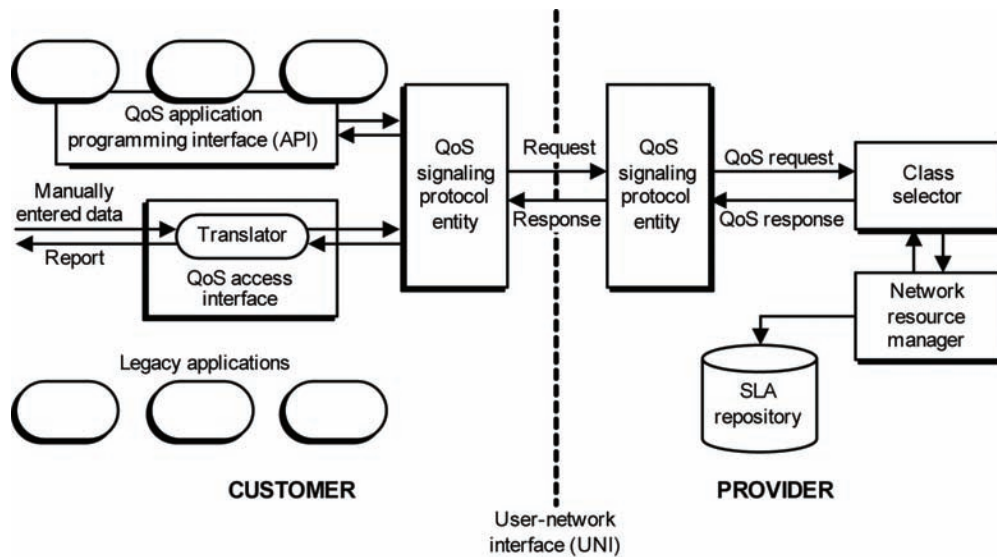 QoS application
programming interface (API)
Manually
entered data
Report
Translator
QoS access
interface
Legacy applications
QoS
signaling
protocol
entity
Request
Response
QoS
signaling
protocol
entity
QoS request
QoS response
Class
selector
Network
resource
manager
SLA
repository
CUSTOMER
PROVIDER
User-network
interface (UNI)